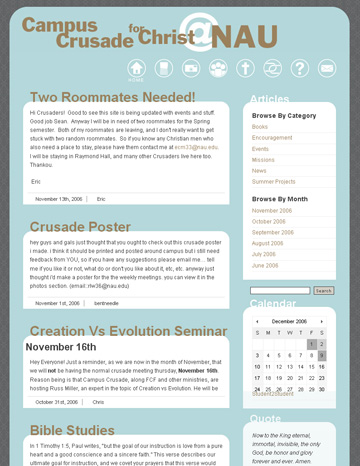 Campus Crusade for Christ @ NAU
HOME
Two Roommates Needed!
Hi Crusaders! Good to see this site is being updated with events and stuff.
Good job Sean. Anyway I will be in need of two roommates for the Spring
semester. Both of my roommates are leaving, and I don't really want to get
stuck with two random roommates. So if you know any Christian men who
also need a place to stay, please have them contact me at
I will be staying in Raymond Hall, and many other Crusaders live here too.
Thankou.
Eric
November 13th, 2006 | Eric
Crusade Poster
hey guys and gals just thought that you ought to check out this crusade poster
i made. i think it should be printed and posted around campus but i still need
feedback from YOU, so if you have any suggestions please email me... tell
me if you like it or not, what do or don't you like about it, etc, etc. anyway just
thought i'd make a poster for the the weekly meetings. you can view it in the
photos section. (email: rlw36@nau.edu)
November 1st, 2006 | bentneedle
Creation Vs Evolution Seminar
November 16th
Hey Everyone! Just a reminder, as we are now in the month of November, that
we will not be having the normal crusade meeting thursday, November 16th.
Reason being is that Campus Crusade, along FCF and other ministries, are
hosting Russ Miller, an expert in the topic of Creation vs Evolution. He will be
October 31st, 2006 | Chris
Bible Studies
In 1 Timothy 1:5, Paul writes, "but the goal of our instruction is love from a pure
heart and a good conscience and a sincere faith." This verse describes our
ultimate goal for instruction, and we covet your prayers that this verse would
Articles
Browse By Category
Books
Encouragement
Events
Missions
News
Summer Projects
Browse By Month
November 2006
October 2006
September 2006
August 2006
July 2006
June 2006
Search
Calendar
December 2006
S M T W T F S
1 2
3 4 5 6 7 8 9
10 11 12 13 14 15 16
17 18 19 20 21 22 23
24 25 26 27 28 29 30
Student2Student
Quote
Now to the King eternal,
immortal, invisible, the only
God, be honor and glory
forever and ever. Amen.